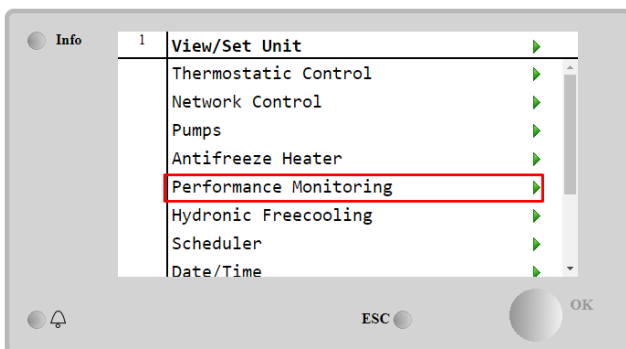 Info
1 View/Set Unit
Thermostatic Control
Network Control
Pumps
Antifreeze Heater
Performance Monitoring
Hydronic Freecooling
Scheduler
Date/Time
ESC
OK